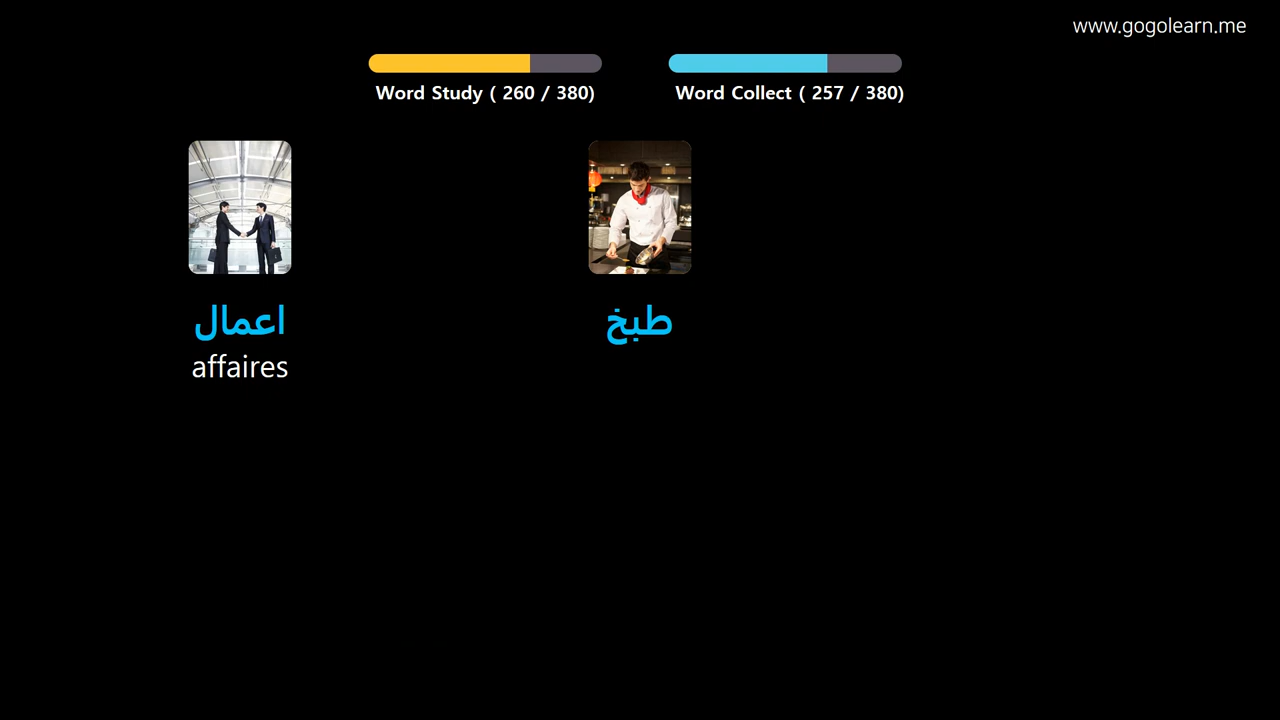 www.gogolearn.me
Word Study ( 260 / 380)
Word Collect ( 257 / 380)
اعمال
affaires
طبخ